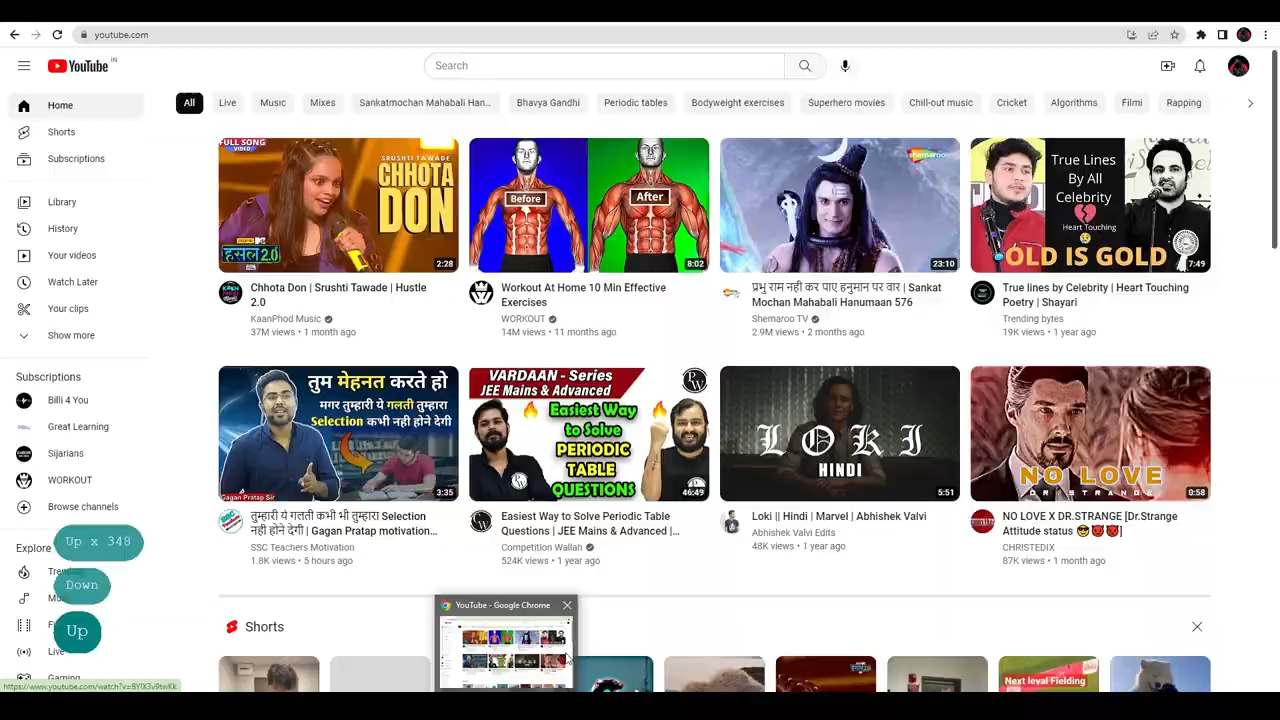 youtube.com
YouTube IN
Search
All
Live
Music
Mixes
Sankatmochan Mahabali Han...
Bhavya Gandhi
Periodic tables
Bodyweight exercises
Superhero movies
Chill-out music
Cricket
Algorithms
Filmi
Rapping
Home
Shorts
Subscriptions
Library
History
Your videos
Watch Later
Your clips
Show more
Subscriptions
Billi 4 You
Great Learning
Sijarians
WORKOUT
Browse channels
Explore
Up x 348
Down
Up
Live
Gaming
FULL SONG
VIDEO
SRUSHTI TAWADE
CHHOTA
DON
हसल 2.0
2:28
Chhota Don | Srushti Tawade | Hustle
2.0
KaanPhod Music
37M views • 1 month ago
Before
After
8:02
Workout At Home 10 Min Effective
Exercises
WORKOUT
14M views • 11 months ago
shemaroo
23:10
प्रभु राम नही कर पाए हनुमान पर वार | Sankat
Mochan Mahabali Hanumaan 576
Shemaroo TV
2.9M views • 2 months ago
True Lines
By All
Celebrity
Heart Touching
OLD IS GOLD
7:49
True lines by Celebrity | Heart Touching
Poetry | Shayari
Trending bytes
19K views • 1 year ago
तुम मेहनत करते हो
मगर तुम्हारी ये गलती तुम्हारा
Selection कभी नही होने देगी
Gagan Pratap Sir
3:35
तुम्हारी ये गलती कभी भी तुम्हारा Selection
नही होने देगी | Gagan Pratap motivation...
SSC Teachers Motivation
1.8K views • 5 hours ago
VARDAAN - Series
JEE Mains & Advanced
Easiest Way
to Solve
PERIODIC
TABLE
QUESTIONS
46:49
Easiest Way to Solve Periodic Table
Questions | JEE Mains & Advanced |...
Competition Wallah
524K views • 1 year ago
LOKI
HINDI
5:51
Loki || Hindi | Marvel | Abhishek Valvi
Abhishek Valvi Edits
48K views • 1 year ago
NO LOVE
DR.STRANGE
0:58
NO LOVE X DR.STRANGE [Dr.Strange
Attitude status 😎👿👿]
CHRISTEDIX
87K views • 1 month ago
YouTube - Google Chrome
Shorts
Next leval Fielding